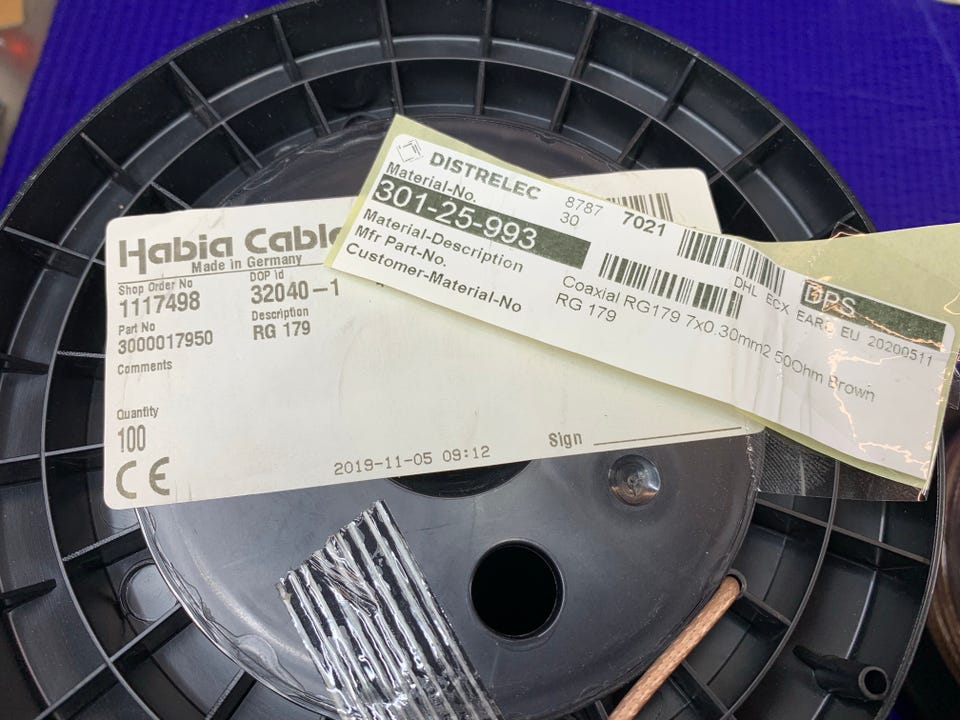 Habia Cable
Made in Germany
Shop Order No
1117498
DOP Id
32040-1
Part No
3000017950
Description
RG 179
Comments
Quantity
100
CE
2019-11-05 09:12
Sign
DISTRELEC
Material-No.
8787
30
7021
301-25-993
Material-Description
Mfr Part-No.
Customer-Material-No
Coaxial RG179 7x0.30mm2 50Ohm Brown
RG 179
DPS
DHL ECX EARS EU 20200511